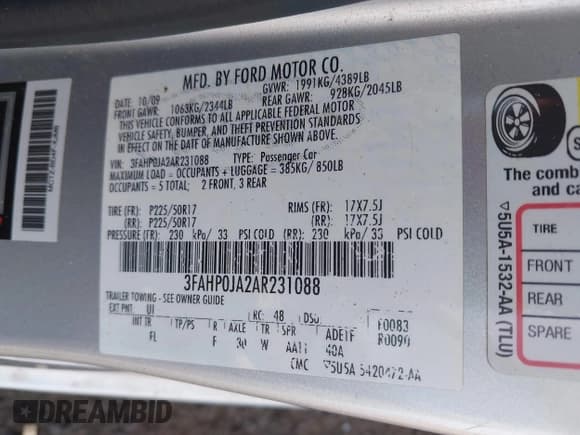 MFD. BY FORD MOTOR CO.
DATE: 10/09 GVWR: 1991KG/4389LB
FRONT GAWR: 1063KG/2344LB REAR GAWR: 928KG/2045LB
THIS VEHICLE CONFORMS TO ALL APPLICABLE FEDERAL MOTOR
VEHICLE SAFETY, BUMPER, AND THEFT PREVENTION STANDARDS
IN EFFECT ON THE DATE OF MANUFACTURE SHOWN ABOVE.
VIN: 3FAHP0JA2AR231088 TYPE: Passenger Car
MAXIMUM LOAD = OCCUPANTS + LUGGAGE = 385KG/ 850LB
OCCUPANTS = 5 TOTAL: 2 FRONT, 3 REAR
TIRE (FR): P225/50R17 RIMS (FR): 17X7.5J
(RR): P225/50R17 (RR): 17X7.5J
PRESSURE (FR): 230 kPa/ 33 PSI COLD (RR): 230 kPa/ 33 PSI COLD
3FAHP0JA2AR231088
TRAILER TOWING - SEE OWNER GUIDE
EXT PNT: UI RC: 48 DSO: F0083
INT TR TP/PS R AXLE TR SPR R0090
FL F 30 W AA11 40A
CMC ▽5U5A 5420472-AA
The comb
and ca
TIRE
FRONT
REAR
SPARE
▽5U5A-1532-AA (TLU)
DREAMBID